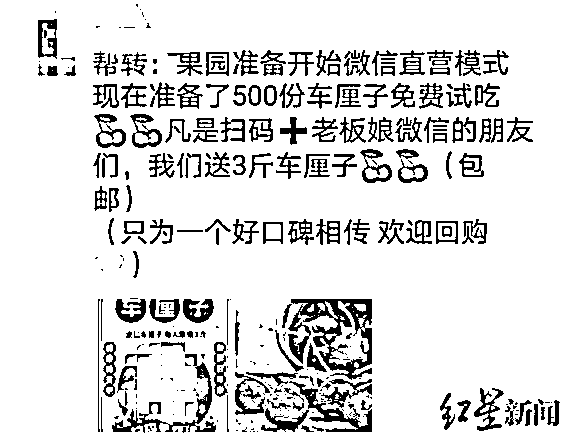 帮转：果园准备开始微信直营模式
现在准备了500份车厘子免费试吃
🍒🍒凡是扫码➕老板娘微信的朋友
们，我们送3斤车厘子🍒🍒（包
邮）
（只为一个好口碑相传 欢迎回购
）
车厘子
红星新闻